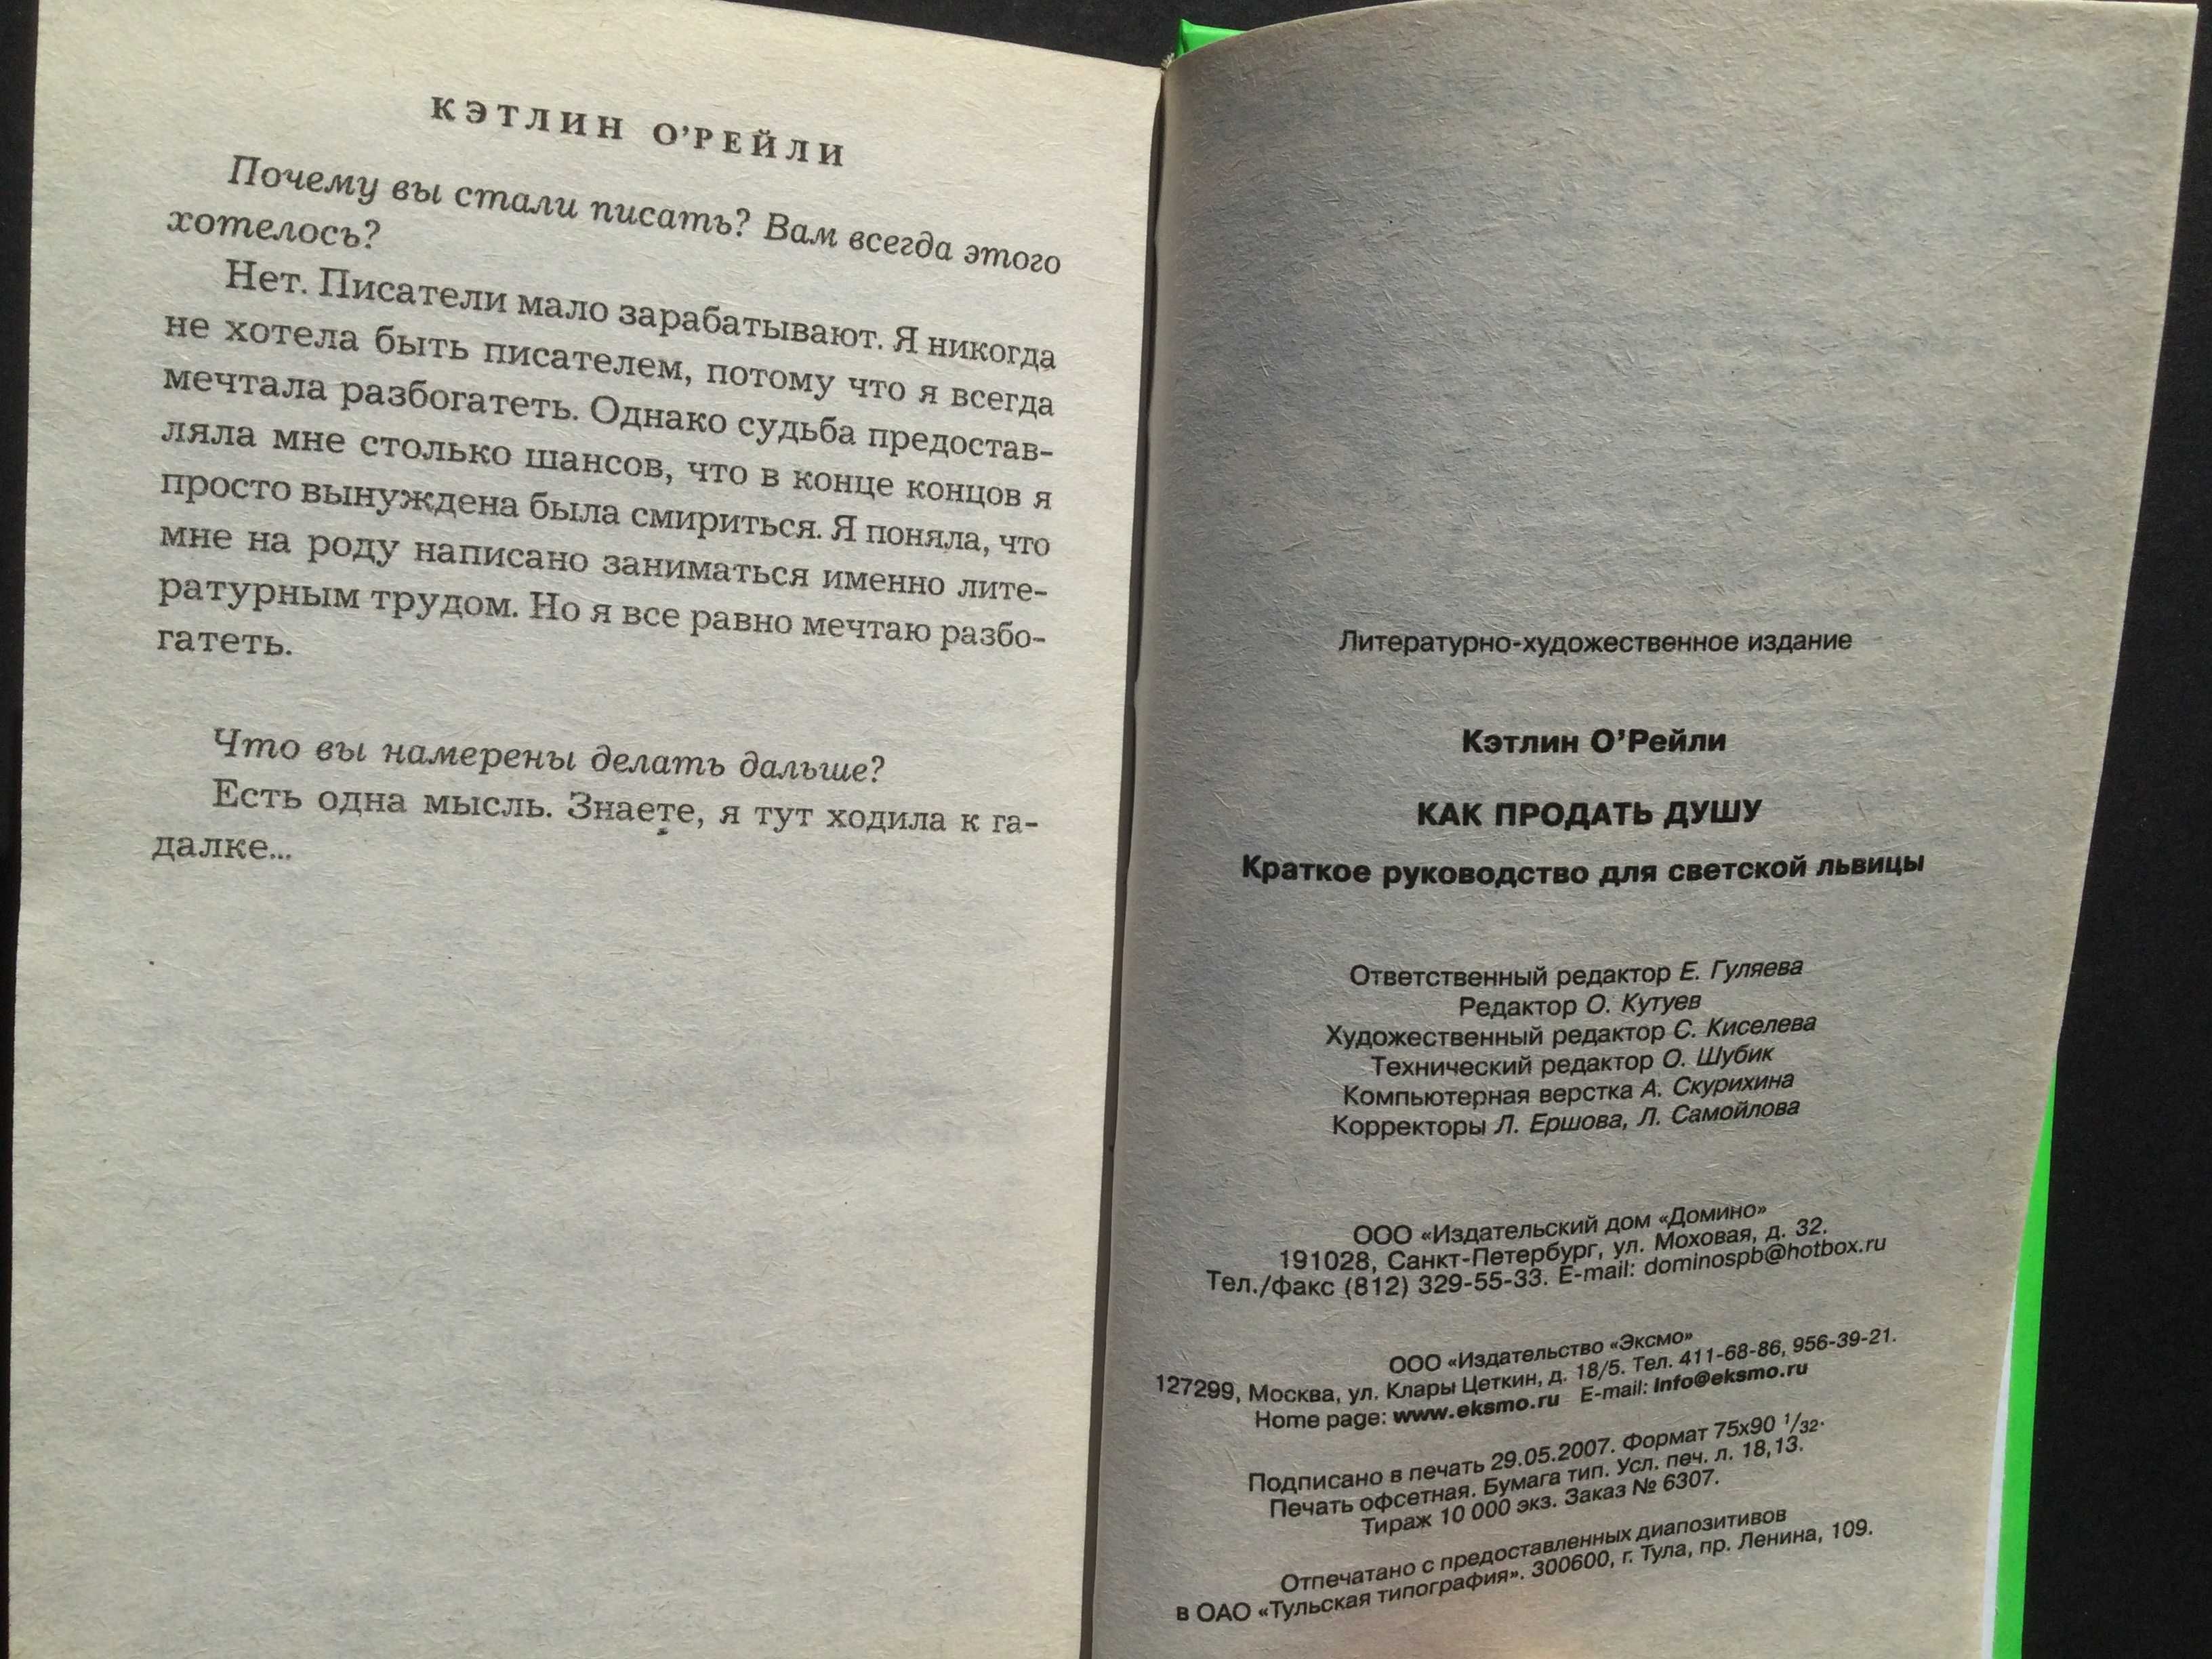 КЭТЛИН О’РЕЙЛИ
Почему вы стали писать? Вам всегда этого
хотелось?
Нет. Писатели мало зарабатывают. Я никогда
не хотела быть писателем, потому что я всегда
мечтала разбогатеть. Однако судьба предостав-
ляла мне столько шансов, что в конце концов я
просто вынуждена была смириться. Я поняла, что
мне на роду написано заниматься именно лите-
ратурным трудом. Но я все равно мечтаю разбо-
гатеть.
Что вы намерены делать дальше?
Есть одна мысль. Знаете, я тут ходила к га-
далке...
Литературно-художественное издание
Кэтлин О’Рейли
КАК ПРОДАТЬ ДУШУ
Краткое руководство для светской львицы
Ответственный редактор Е. Гуляева
Редактор О. Кутуев
Художественный редактор С. Киселева
Технический редактор О. Шубик
Компьютерная верстка А. Скурихина
Корректоры Л. Ершова, Л. Самойлова
ООО «Издательский дом «Домино»
191028, Санкт-Петербург, ул. Моховая, д. 32.
Тел./факс (812) 329-55-33. E-mail: dominospb@hotbox.ru
ООО «Издательство «Эксмо»
127299, Москва, ул. Клары Цеткин, д. 18/5. Тел. 411-68-86, 956-39-21.
Home page: www.eksmo.ru E-mail: Info@eksmo.ru
Подписано в печать 29.05.2007. Формат 75х90 1/32.
Печать офсетная. Бумага тип. Усл. печ. л. 18,13.
Тираж 10 000 экз. Заказ № 6307.
Отпечатано с предоставленных диапозитивов
в ОАО «Тульская типография». 300600, г. Тула, пр. Ленина, 109.